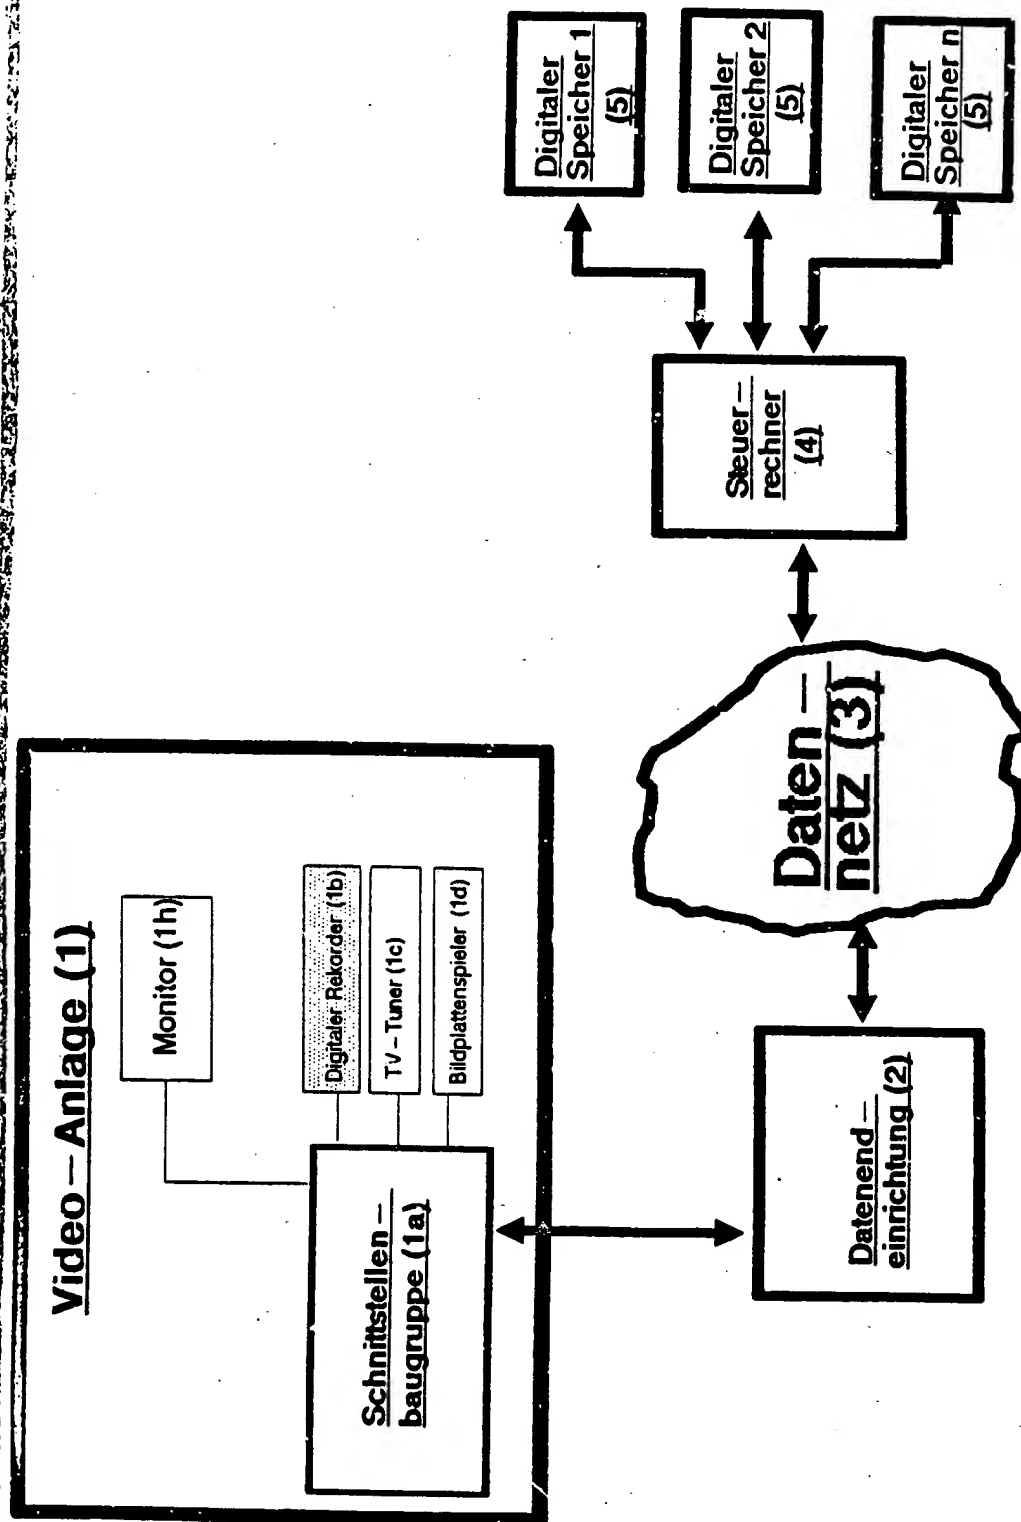 Video–Anlage (1)
Monitor (1h)
Digitaler Rekorder (1b)
TV–Tuner (1c)
Bildplattenspieler (1d)
Schnittstellen–
baugruppe (1a)
Datenend–
einrichtung (2)
Daten–
netz (3)
Steuer–
rechner
(4)
Digitaler
Speicher 1
(5)
Digitaler
Speicher 2
(5)
Digitaler
Speicher n
(5)